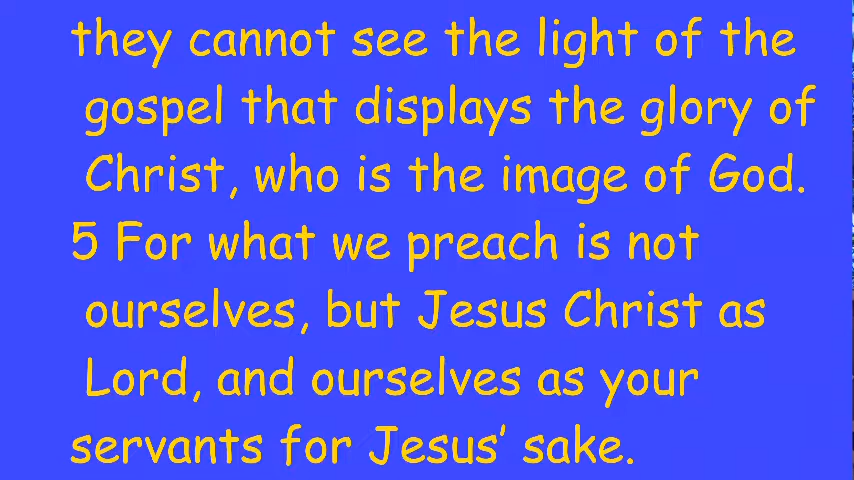 they cannot see the light of the
gospel that displays the glory of
Christ, who is the image of God.
5 For what we preach is not
ourselves, but Jesus Christ as
Lord, and ourselves as your
servants for Jesus’ sake.